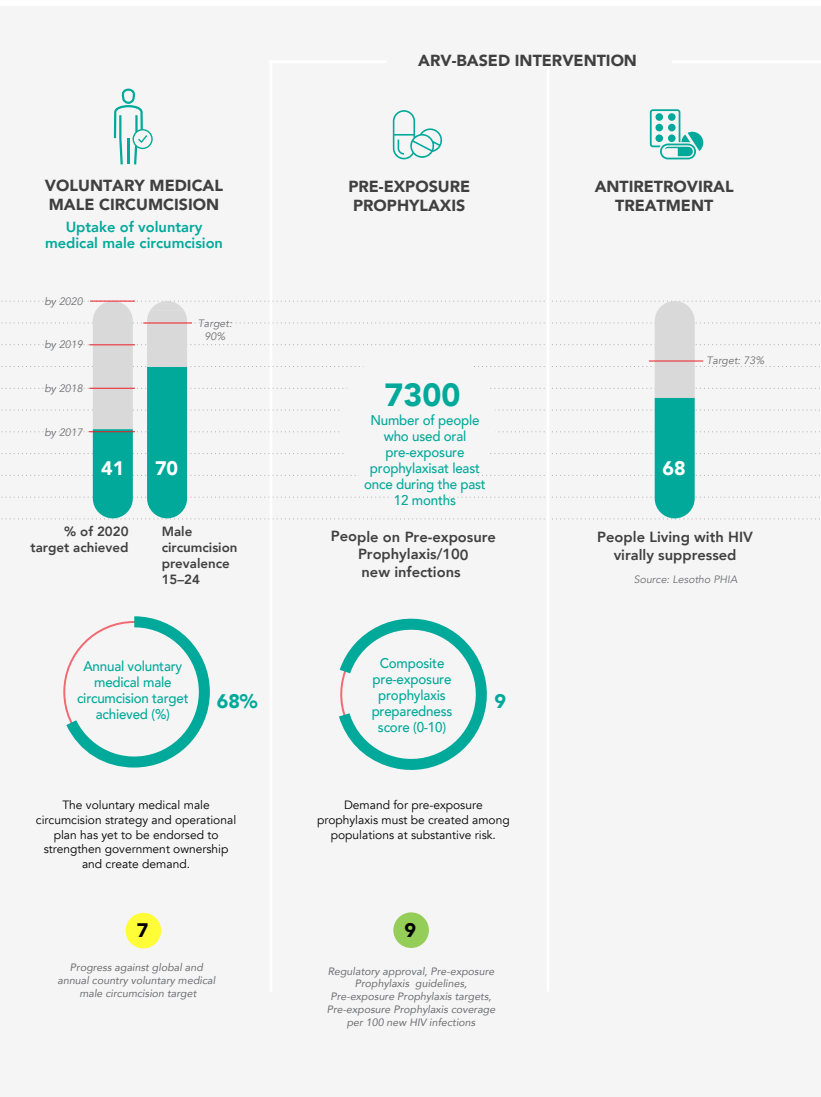 ARV-BASED INTERVENTION
VOLUNTARY MEDICAL
MALE CIRCUMCISION
Uptake of voluntary
medical male circumcision
by 2020
by 2019
by 2018
by 2017
Target:
90%
41
70
% of 2020
target achieved
Male
circumcision
prevalence
15–24
Annual voluntary
medical male
circumcision target
achieved (%)
68%
The voluntary medical male
circumcision strategy and operational
plan has yet to be endorsed to
strengthen government ownership
and create demand.
7
Progress against global and
annual country voluntary medical
male circumcision target
PRE-EXPOSURE
PROPHYLAXIS
7300
Number of people
who used oral
pre-exposure
prophylaxisat least
once during the past
12 months
People on Pre-exposure
Prophylaxis/100
new infections
Composite
pre-exposure
prophylaxis
preparedness
score (0-10)
9
Demand for pre-exposure
prophylaxis must be created among
populations at substantive risk.
9
Regulatory approval, Pre-exposure
Prophylaxis guidelines,
Pre-exposure Prophylaxis targets,
Pre-exposure Prophylaxis coverage
per 100 new HIV infections
ANTIRETROVIRAL
TREATMENT
Target: 73%
68
People Living with HIV
virally suppressed
Source: Lesotho PHIA